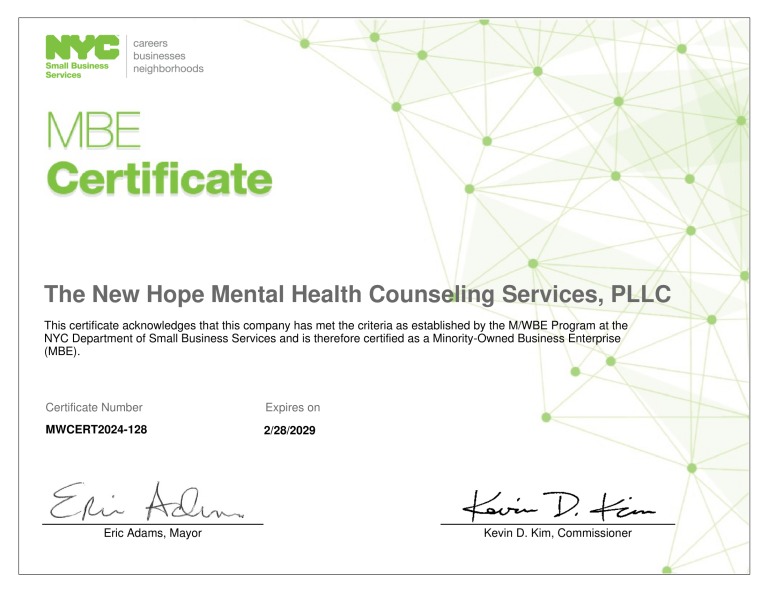 NYC
Small Business
Services
careers
businesses
neighborhoods
MBE
Certificate
The New Hope Mental Health Counseling Services, PLLC
This certificate acknowledges that this company has met the criteria as established by the M/WBE Program at the
NYC Department of Small Business Services and is therefore certified as a Minority-Owned Business Enterprise
(MBE).
Certificate Number
Expires on
MWCERT2024-128
2/28/2029
Eric Adams
Kevin D. Kim
Eric Adams, Mayor
Kevin D. Kim, Commissioner